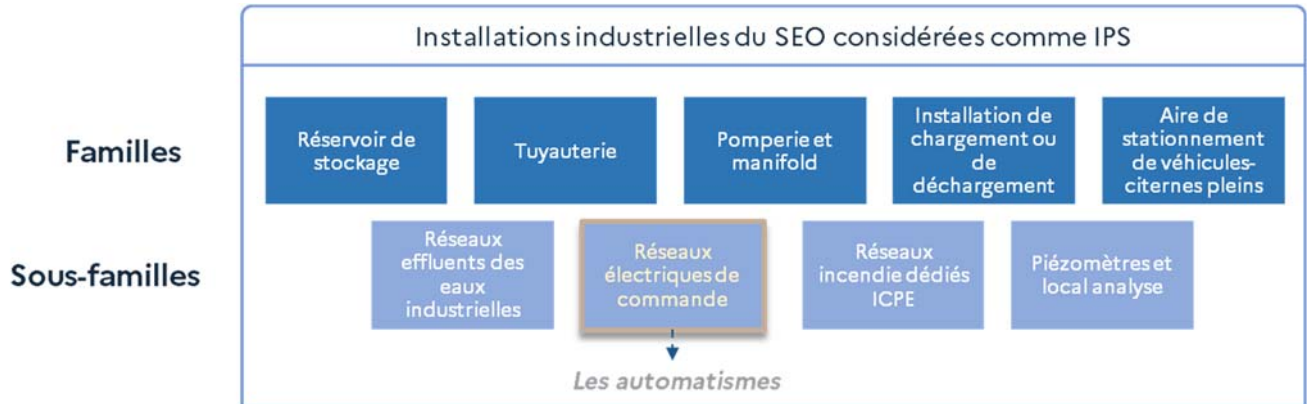 Installations industrielles du SEO considérées comme IPS
Familles
Réservoir de
stockage
Tuyauterie
Pomperie et
manifold
Installation de
chargement ou
de
déchargement
Aire de
stationnement
de véhicules-
citernes pleins
Sous-familles
Réseaux
effluents des
eaux
industrielles
Réseaux
électriques de
commande
Réseaux
incendie dédiés
ICPE
Piézomètres et
local analyse
Les automatismes